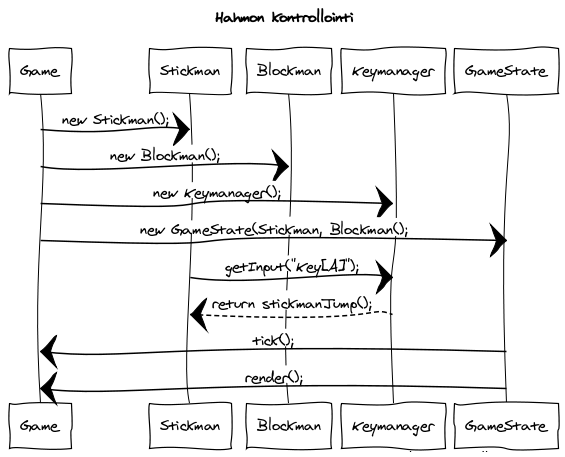 Hahmon Kontrollointi
Game Stickman Blockman Keymanager GameState
new Stickman();
new Blockman();
new Keymanager();
new GameState(Stickman, Blockman();
getInput("Key[A]");
return stickmanJump();
tick();
render();
Game Stickman Blockman Keymanager GameState